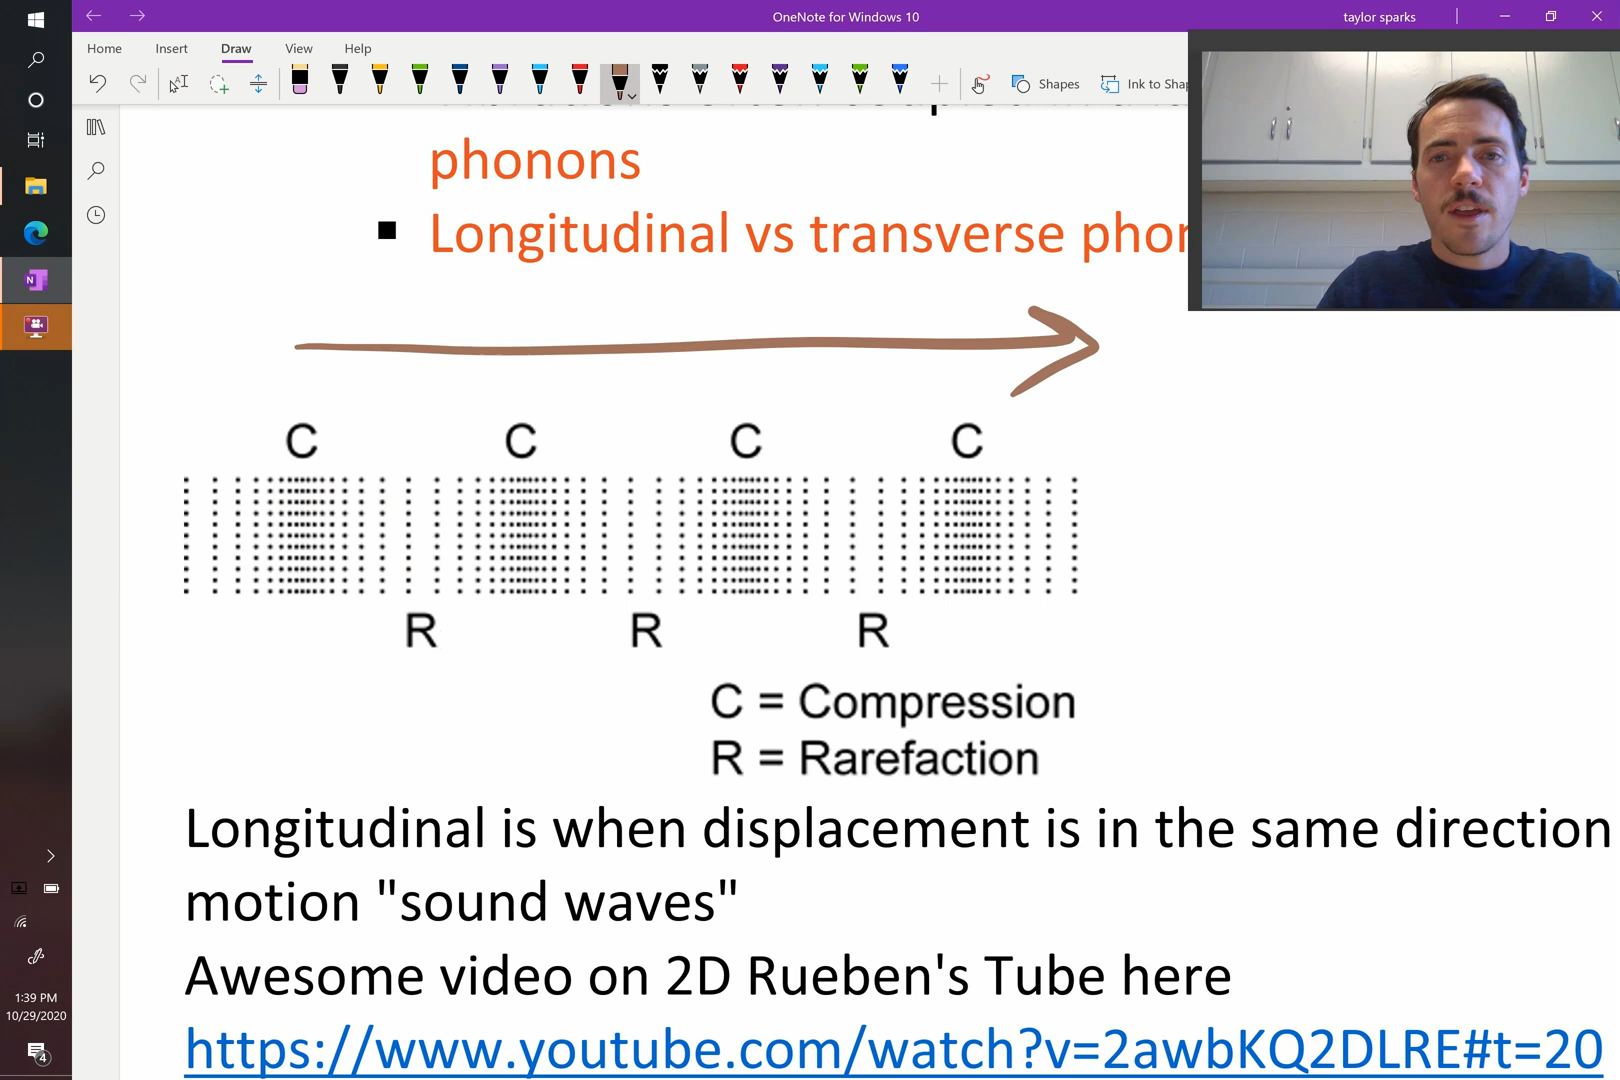 OneNote for Windows 10
taylor sparks
Home Insert Draw View Help
Shapes
Ink to Shap
phonons
Longitudinal vs transverse phon
C C C C
R R R
C = Compression
R = Rarefaction
Longitudinal is when displacement is in the same direction
motion "sound waves"
Awesome video on 2D Rueben's Tube here
https://www.youtube.com/watch?v=2awbKQ2DLRE#t=20
1:39 PM
10/29/2020
4